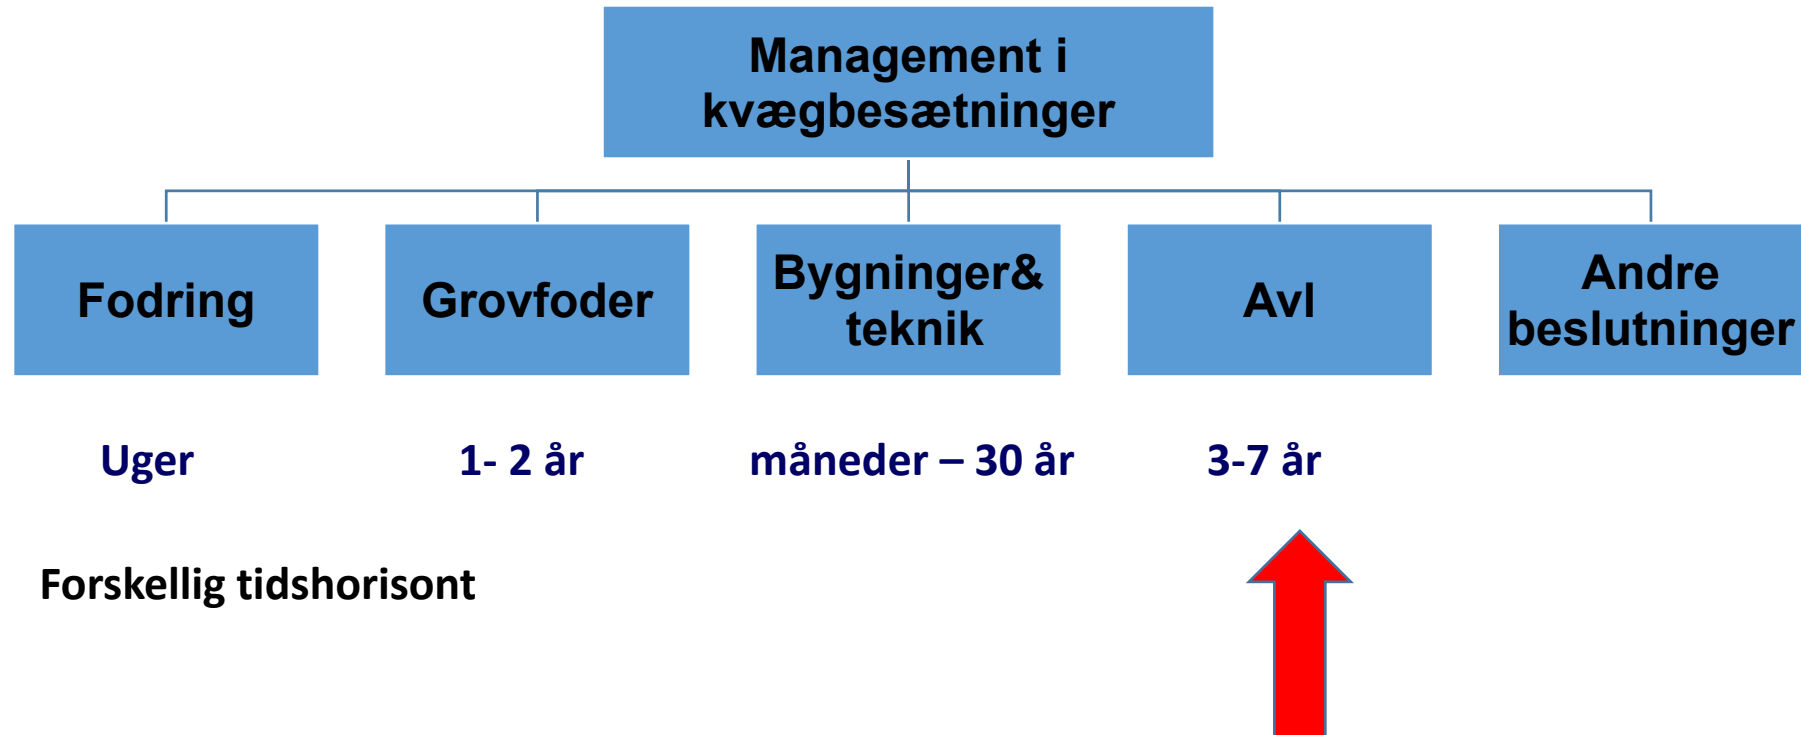 Management i
kvægbesætninger
Fodring
Grovfoder
Bygninger&
teknik
Avl
Andre
beslutninger
Uger
1- 2 år
måneder – 30 år
3-7 år
Forskellig tidshorisont